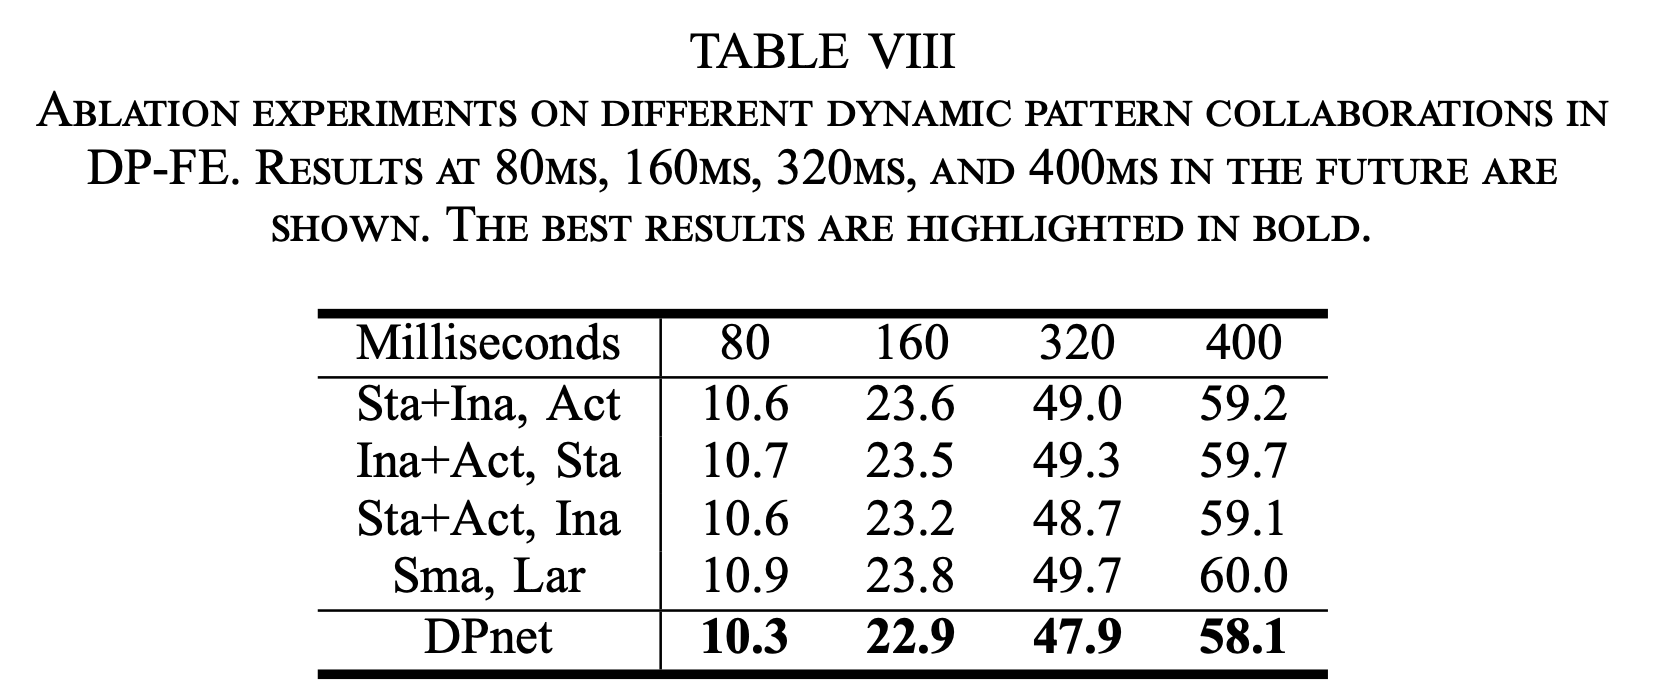 TABLE VIII
ABLATION EXPERIMENTS ON DIFFERENT DYNAMIC PATTERN COLLABORATIONS IN
DP-FE. RESULTS AT 80MS, 160MS, 320MS, AND 400MS IN THE FUTURE ARE
SHOWN. THE BEST RESULTS ARE HIGHLIGHTED IN BOLD.
Milliseconds 80 160 320 400
Sta+Ina, Act 10.6 23.6 49.0 59.2
Ina+Act, Sta 10.7 23.5 49.3 59.7
Sta+Act, Ina 10.6 23.2 48.7 59.1
Sma, Lar 10.9 23.8 49.7 60.0
DPnet 10.3 22.9 47.9 58.1